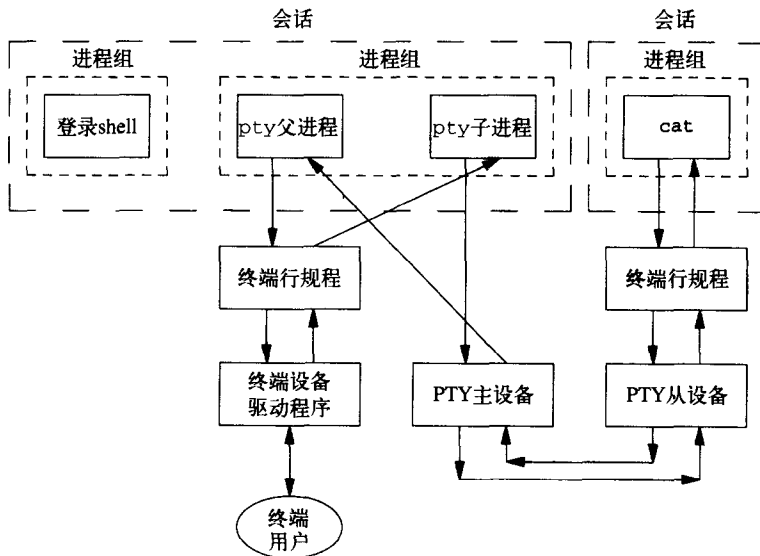 会话
会话
进程组
进程组
进程组
登录shell
pty父进程
pty子进程
cat
终端行规程
终端行规程
终端设备
驱动程序
PTY主设备
PTY从设备
终端
用户